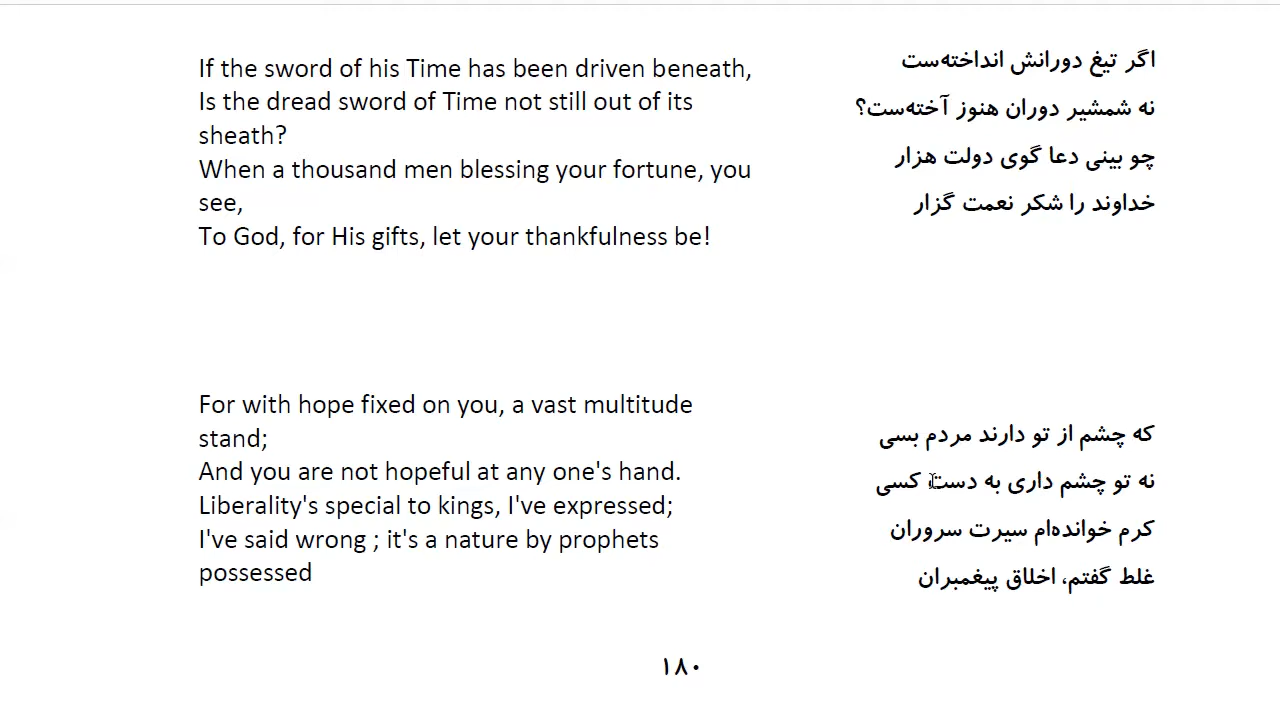 If the sword of his Time has been driven beneath,
Is the dread sword of Time not still out of its
sheath?
When a thousand men blessing your fortune, you
see,
To God, for His gifts, let your thankfulness be!
اگر تیغ دورانش انداخته‌ست
نه شمشیر دوران هنوز آخته‌ست؟
چو بینی دعا گوی دولت هزار
خداوند را شکر نعمت گزار
For with hope fixed on you, a vast multitude
stand;
And you are not hopeful at any one's hand.
Liberality's special to kings, I've expressed;
I've said wrong ; it's a nature by prophets
possessed
که چشم از تو دارند مردم بسی
نه تو چشم داری به دست کسی
کرم خوانده‌ام سیرت سروران
غلط گفتم، اخلاق پیغمبران
۱۸۰